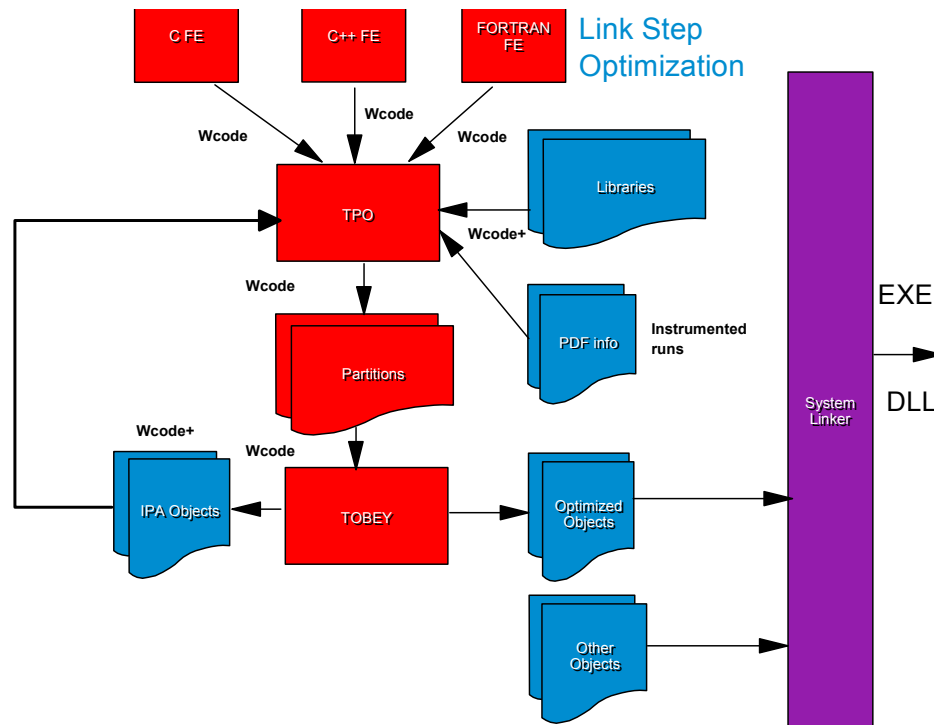 C FE
C++ FE
FORTRAN
FE
Link Step
Optimization
Wcode
Wcode
Wcode
TPO
Libraries
Wcode+
Wcode
PDF info
Instrumented
runs
Partitions
EXE
DLL
System
Linker
Wcode+
Wcode
IPA Objects
TOBEY
Optimized
Objects
Other
Objects